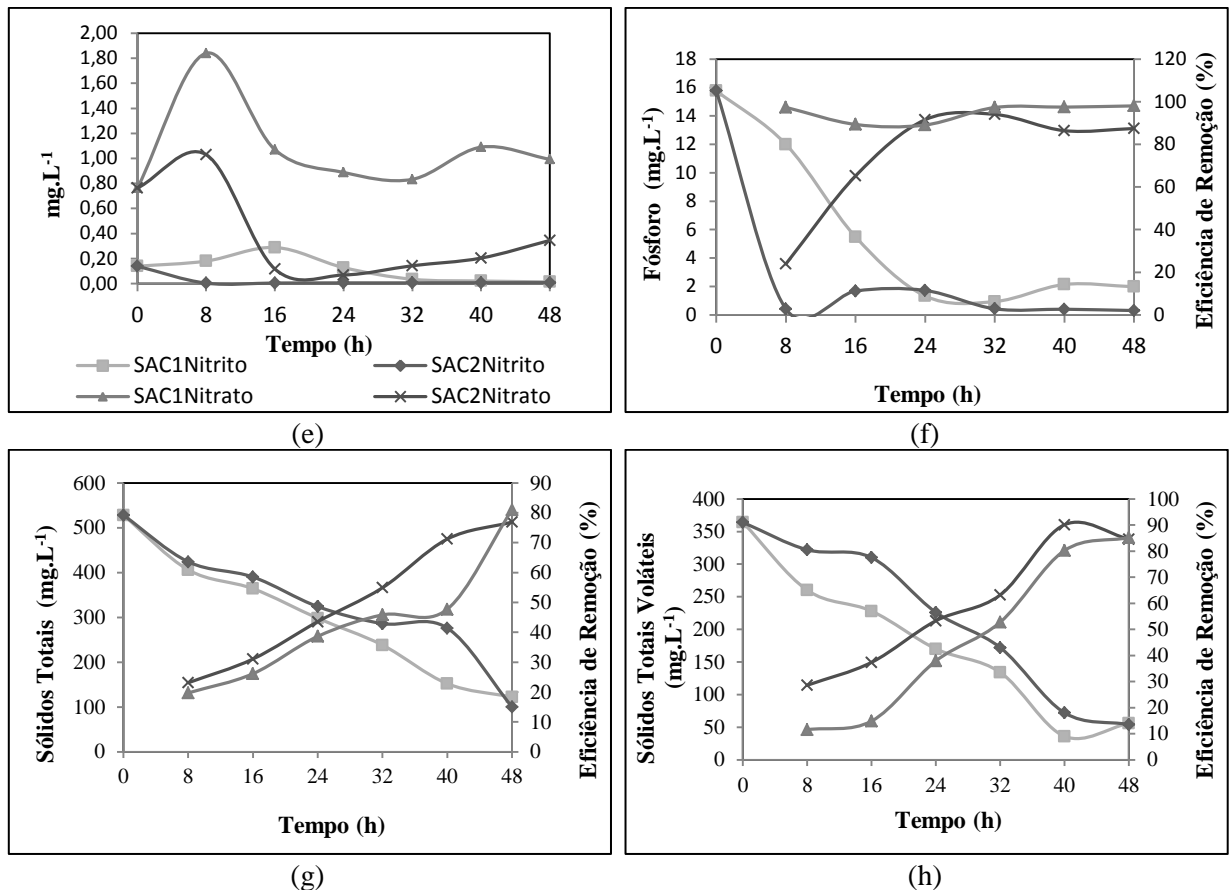 2,00
1,80
1,60
1,40
1,20
1,00
0,80
0,60
0,40
0,20
0,00
mg.L-1
0 8 16 24 32 40 48
Tempo (h)
SAC1Nitrito SAC2Nitrito
SAC1Nitrato SAC2Nitrato
(e)
18
16
14
12
10
8
6
4
2
0
Fósforo (mg.L-1)
120
100
80
60
40
20
0
Eficiência de Remoção (%)
0 8 16 24 32 40 48
Tempo (h)
(f)
600
500
400
300
200
100
0
Sólidos Totais (mg.L-1)
90
80
70
60
50
40
30
20
10
0
Eficiência de Remoção (%)
0 8 16 24 32 40 48
Tempo (h)
(g)
400
350
300
250
200
150
100
50
0
Sólidos Totais Voláteis
(mg.L-1)
100
90
80
70
60
50
40
30
20
10
0
Eficiência de Remoção (%)
0 8 16 24 32 40 48
Tempo (h)
(h)